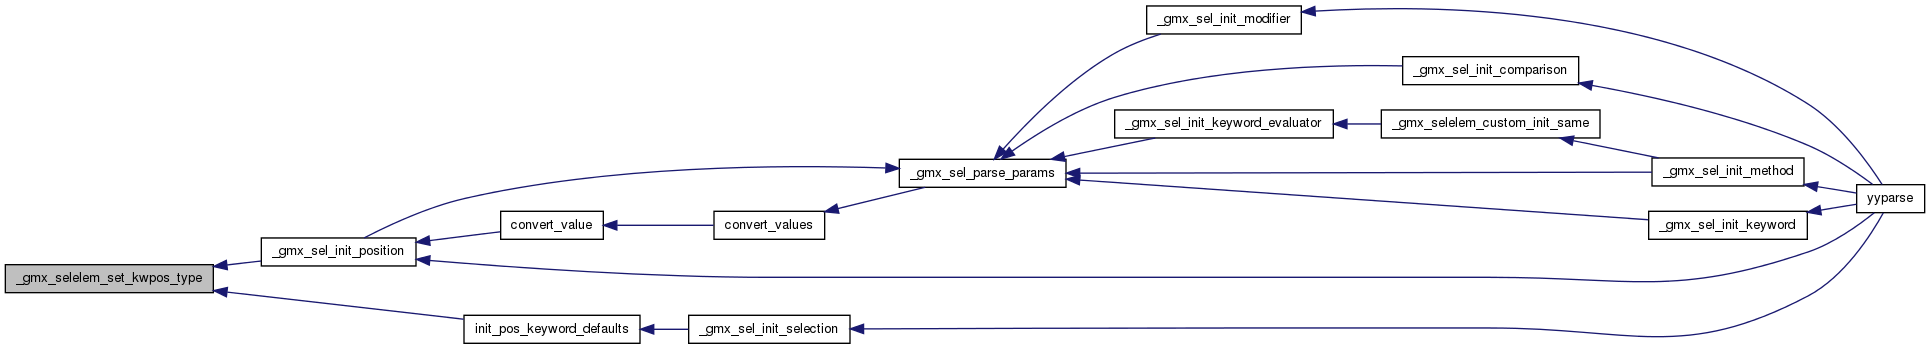 _gmx_sel_init_modifier
_gmx_sel_init_comparison
_gmx_sel_init_keyword_evaluator
_gmx_selelem_custom_init_same
_gmx_sel_parse_params
_gmx_sel_init_method
yyparse
convert_value
convert_values
_gmx_sel_init_keyword
_gmx_sel_init_position
_gmx_selelem_set_kwpos_type
init_pos_keyword_defaults
_gmx_sel_init_selection